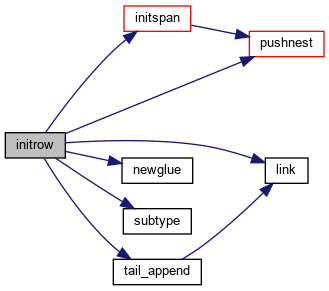 initspan
pushnest
initrow
newglue
link
subtype
tail_append